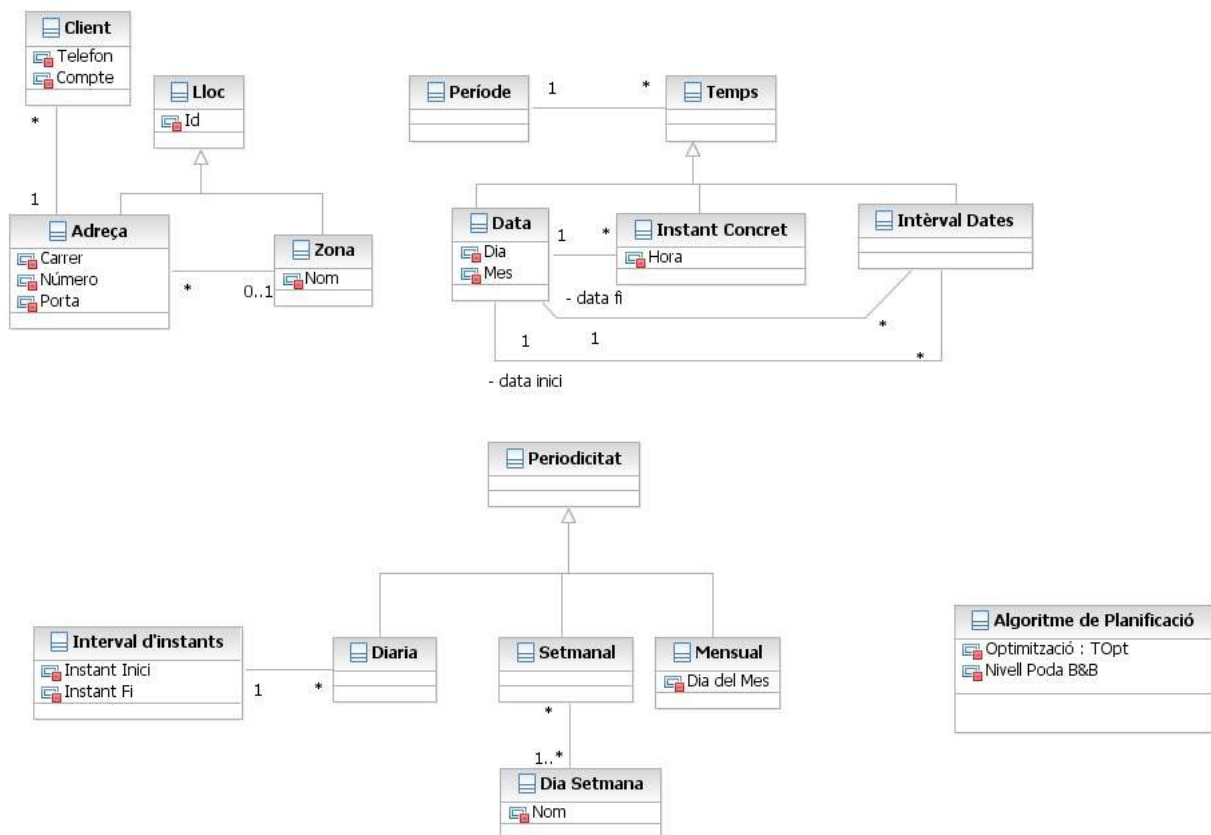 Client
Telefon
Compte
*
1
Lloc
Id
Adreça
Carrer
Número
Porta
*
0..1
Zona
Nom
Període
1
*
Temps
Data
Dia
Mes
1
*
Instant Concret
Hora
Intèrval Dates
- data fi
1
*
1
*
- data inici
Periodicitat
Interval d'instants
Instant Inici
Instant Fi
1
*
Diaria
Setmanal
*
1..*
Mensual
Dia del Mes
Dia Setmana
Nom
Algoritme de Planificació
Optimització : TOpt
Nivell Poda B&B